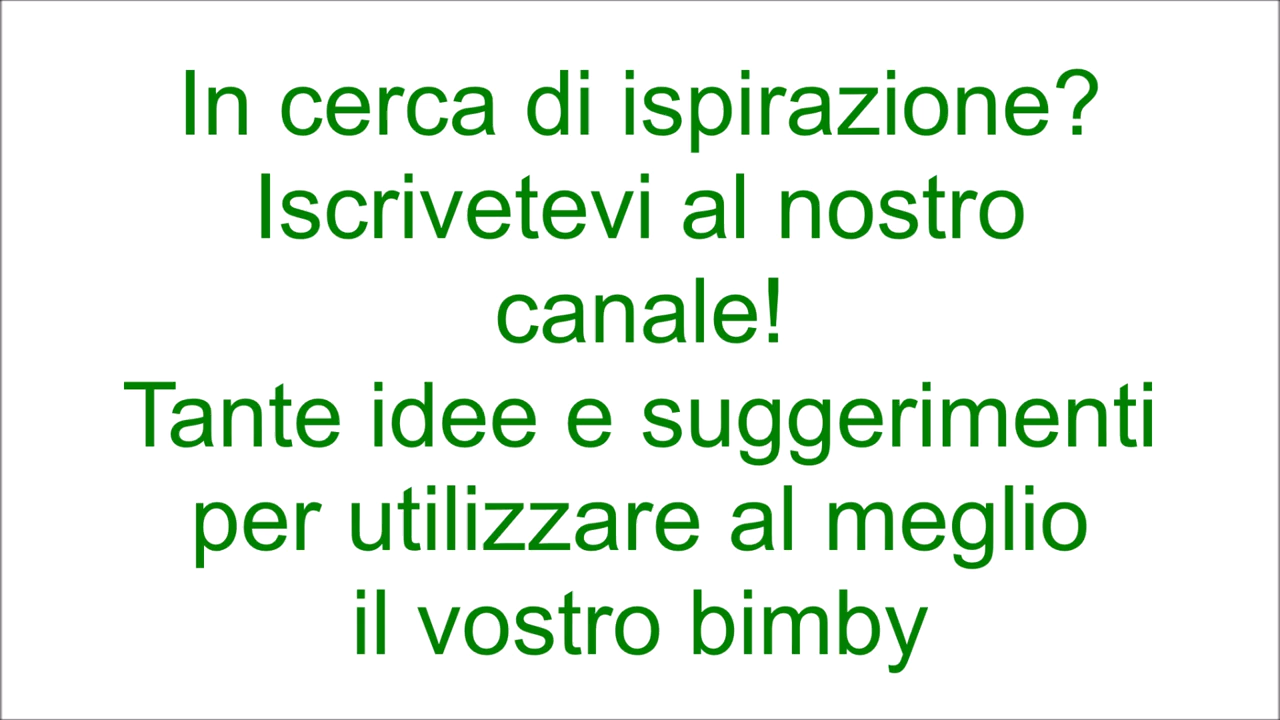 In cerca di ispirazione?
Iscrivetevi al nostro
canale!
Tante idee e suggerimenti
per utilizzare al meglio
il vostro bimby